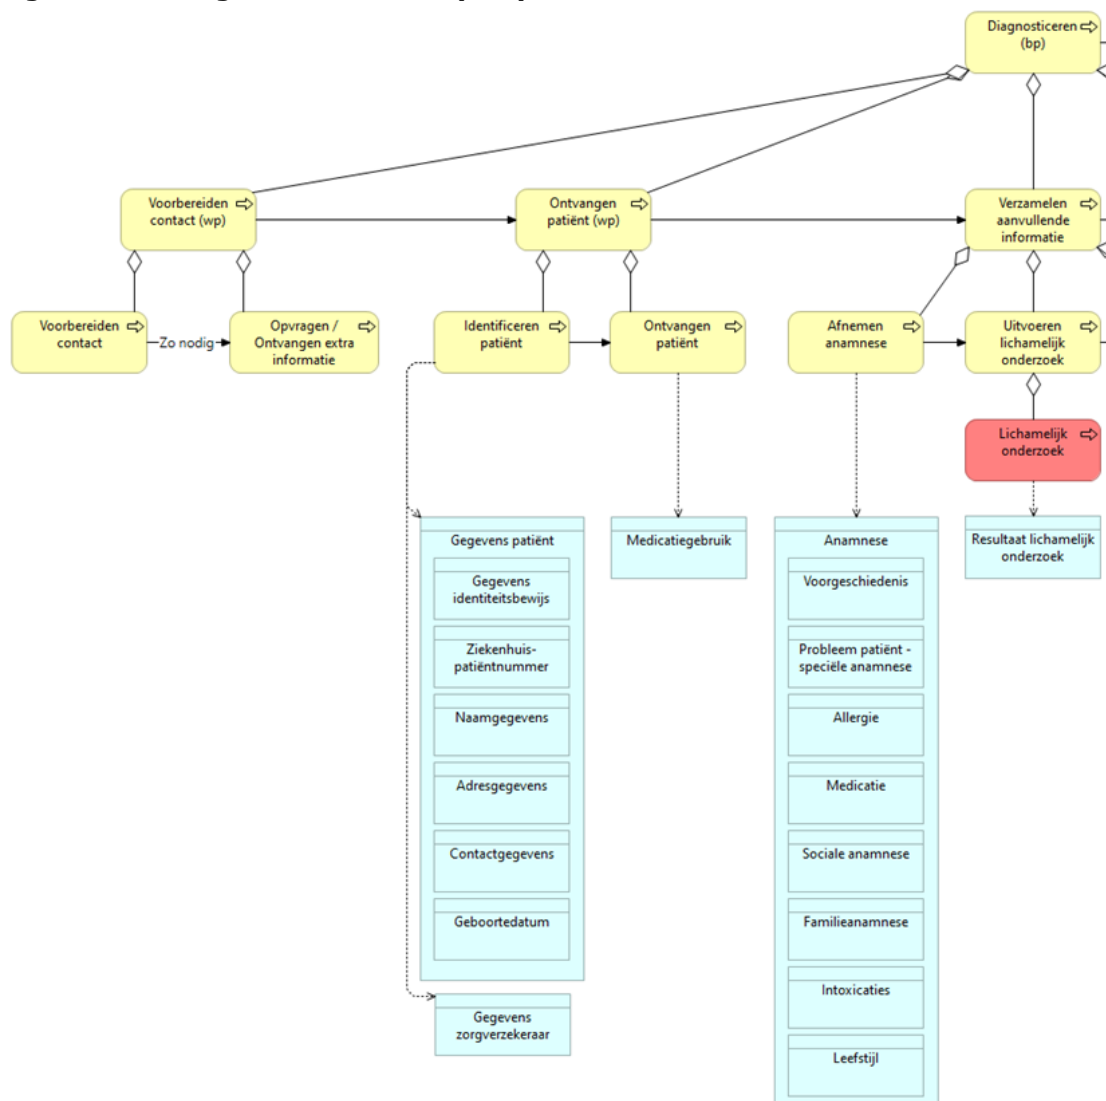 Diagnosticeren
(bp)
Voorbereiden
contact (wp)
Ontvangen
patiënt (wp)
Verzamelen
aanvullende
informatie
Voorbereiden
contact
Zo nodig
Opvragen /
Ontvangen extra
informatie
Identificeren
patiënt
Ontvangen
patiënt
Afnemen
anamnese
Uitvoeren
lichamelijk
onderzoek
Lichamelijk
onderzoek
Gegevens patiënt
Medicatiegebruik
Anamnese
Resultaat lichamelijk
onderzoek
Gegevens
identiteitsbewijs
Voorgeschiedenis
Ziekenhuis-
patiëntnummer
Probleem patiënt -
speciële anamnese
Naamgegevens
Allergie
Adresgegevens
Medicatie
Contactgegevens
Sociale anamnese
Geboortedatum
Familieanamnese
Intoxicaties
Gegevens
zorgverzekeraar
Leefstijl